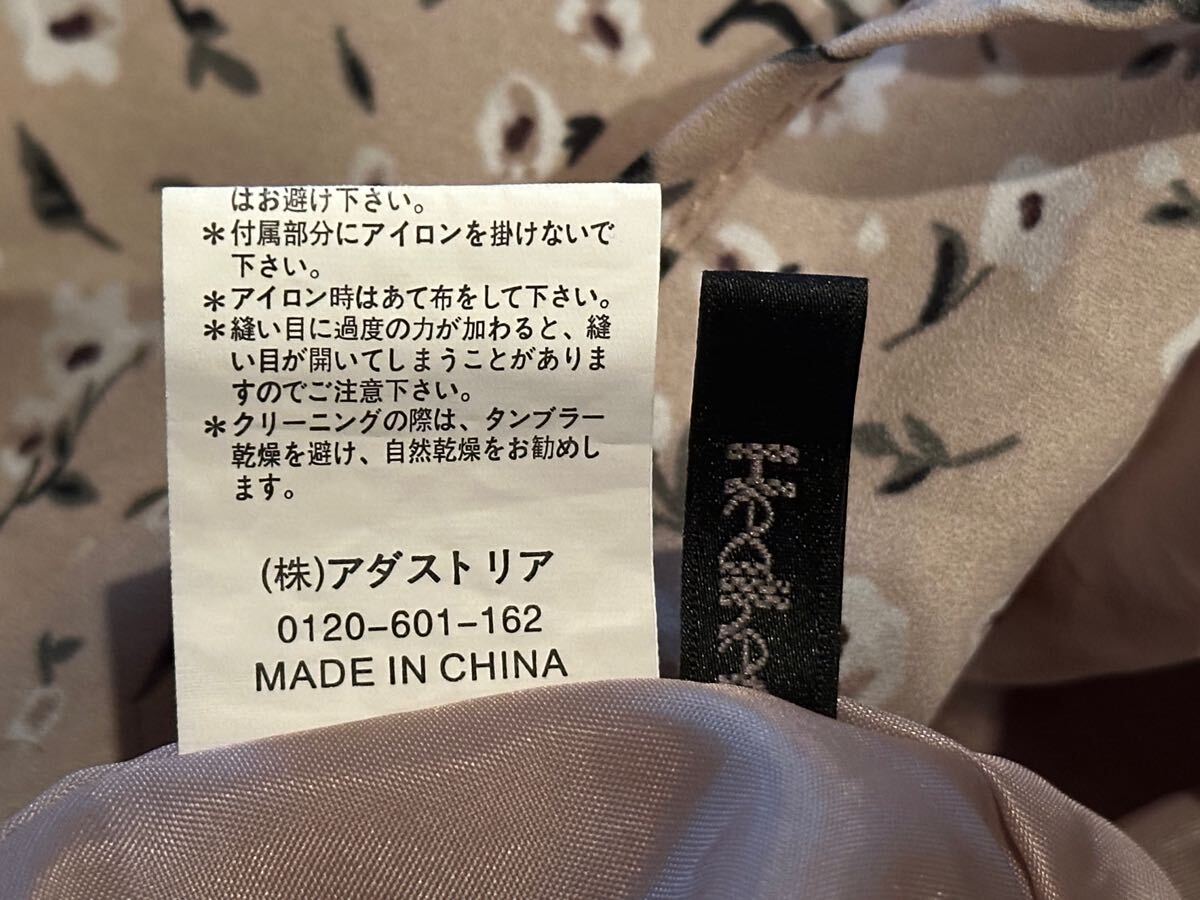 はお避け下さい。
＊付属部分にアイロンを掛けないで
下さい。
＊アイロン時はあて布をして下さい。
＊縫い目に過度の力が加わると、縫
い目が開いてしまうことがありま
すのでご注意下さい。
＊クリーニングの際は、タンブラー
乾燥を避け、自然乾燥をお勧めし
ます。
(株)アダストリア
0120-601-162
MADE IN CHINA